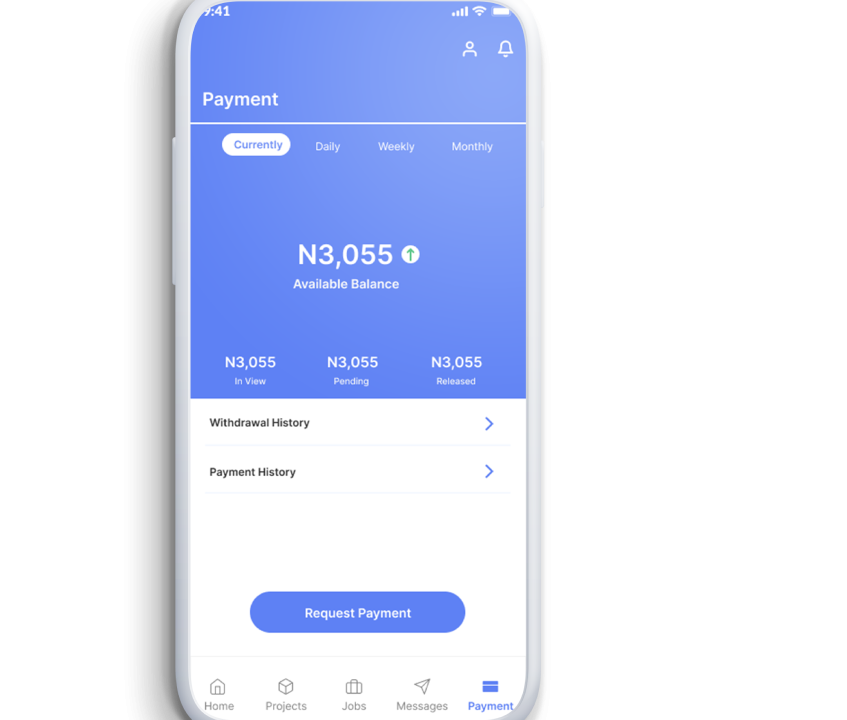 9:41
Payment
Currently Daily Weekly Monthly
N3,055
Available Balance
N3,055 N3,055 N3,055
In View Pending Released
Withdrawal History
Payment History
Request Payment
Home Projects Jobs Messages Payment